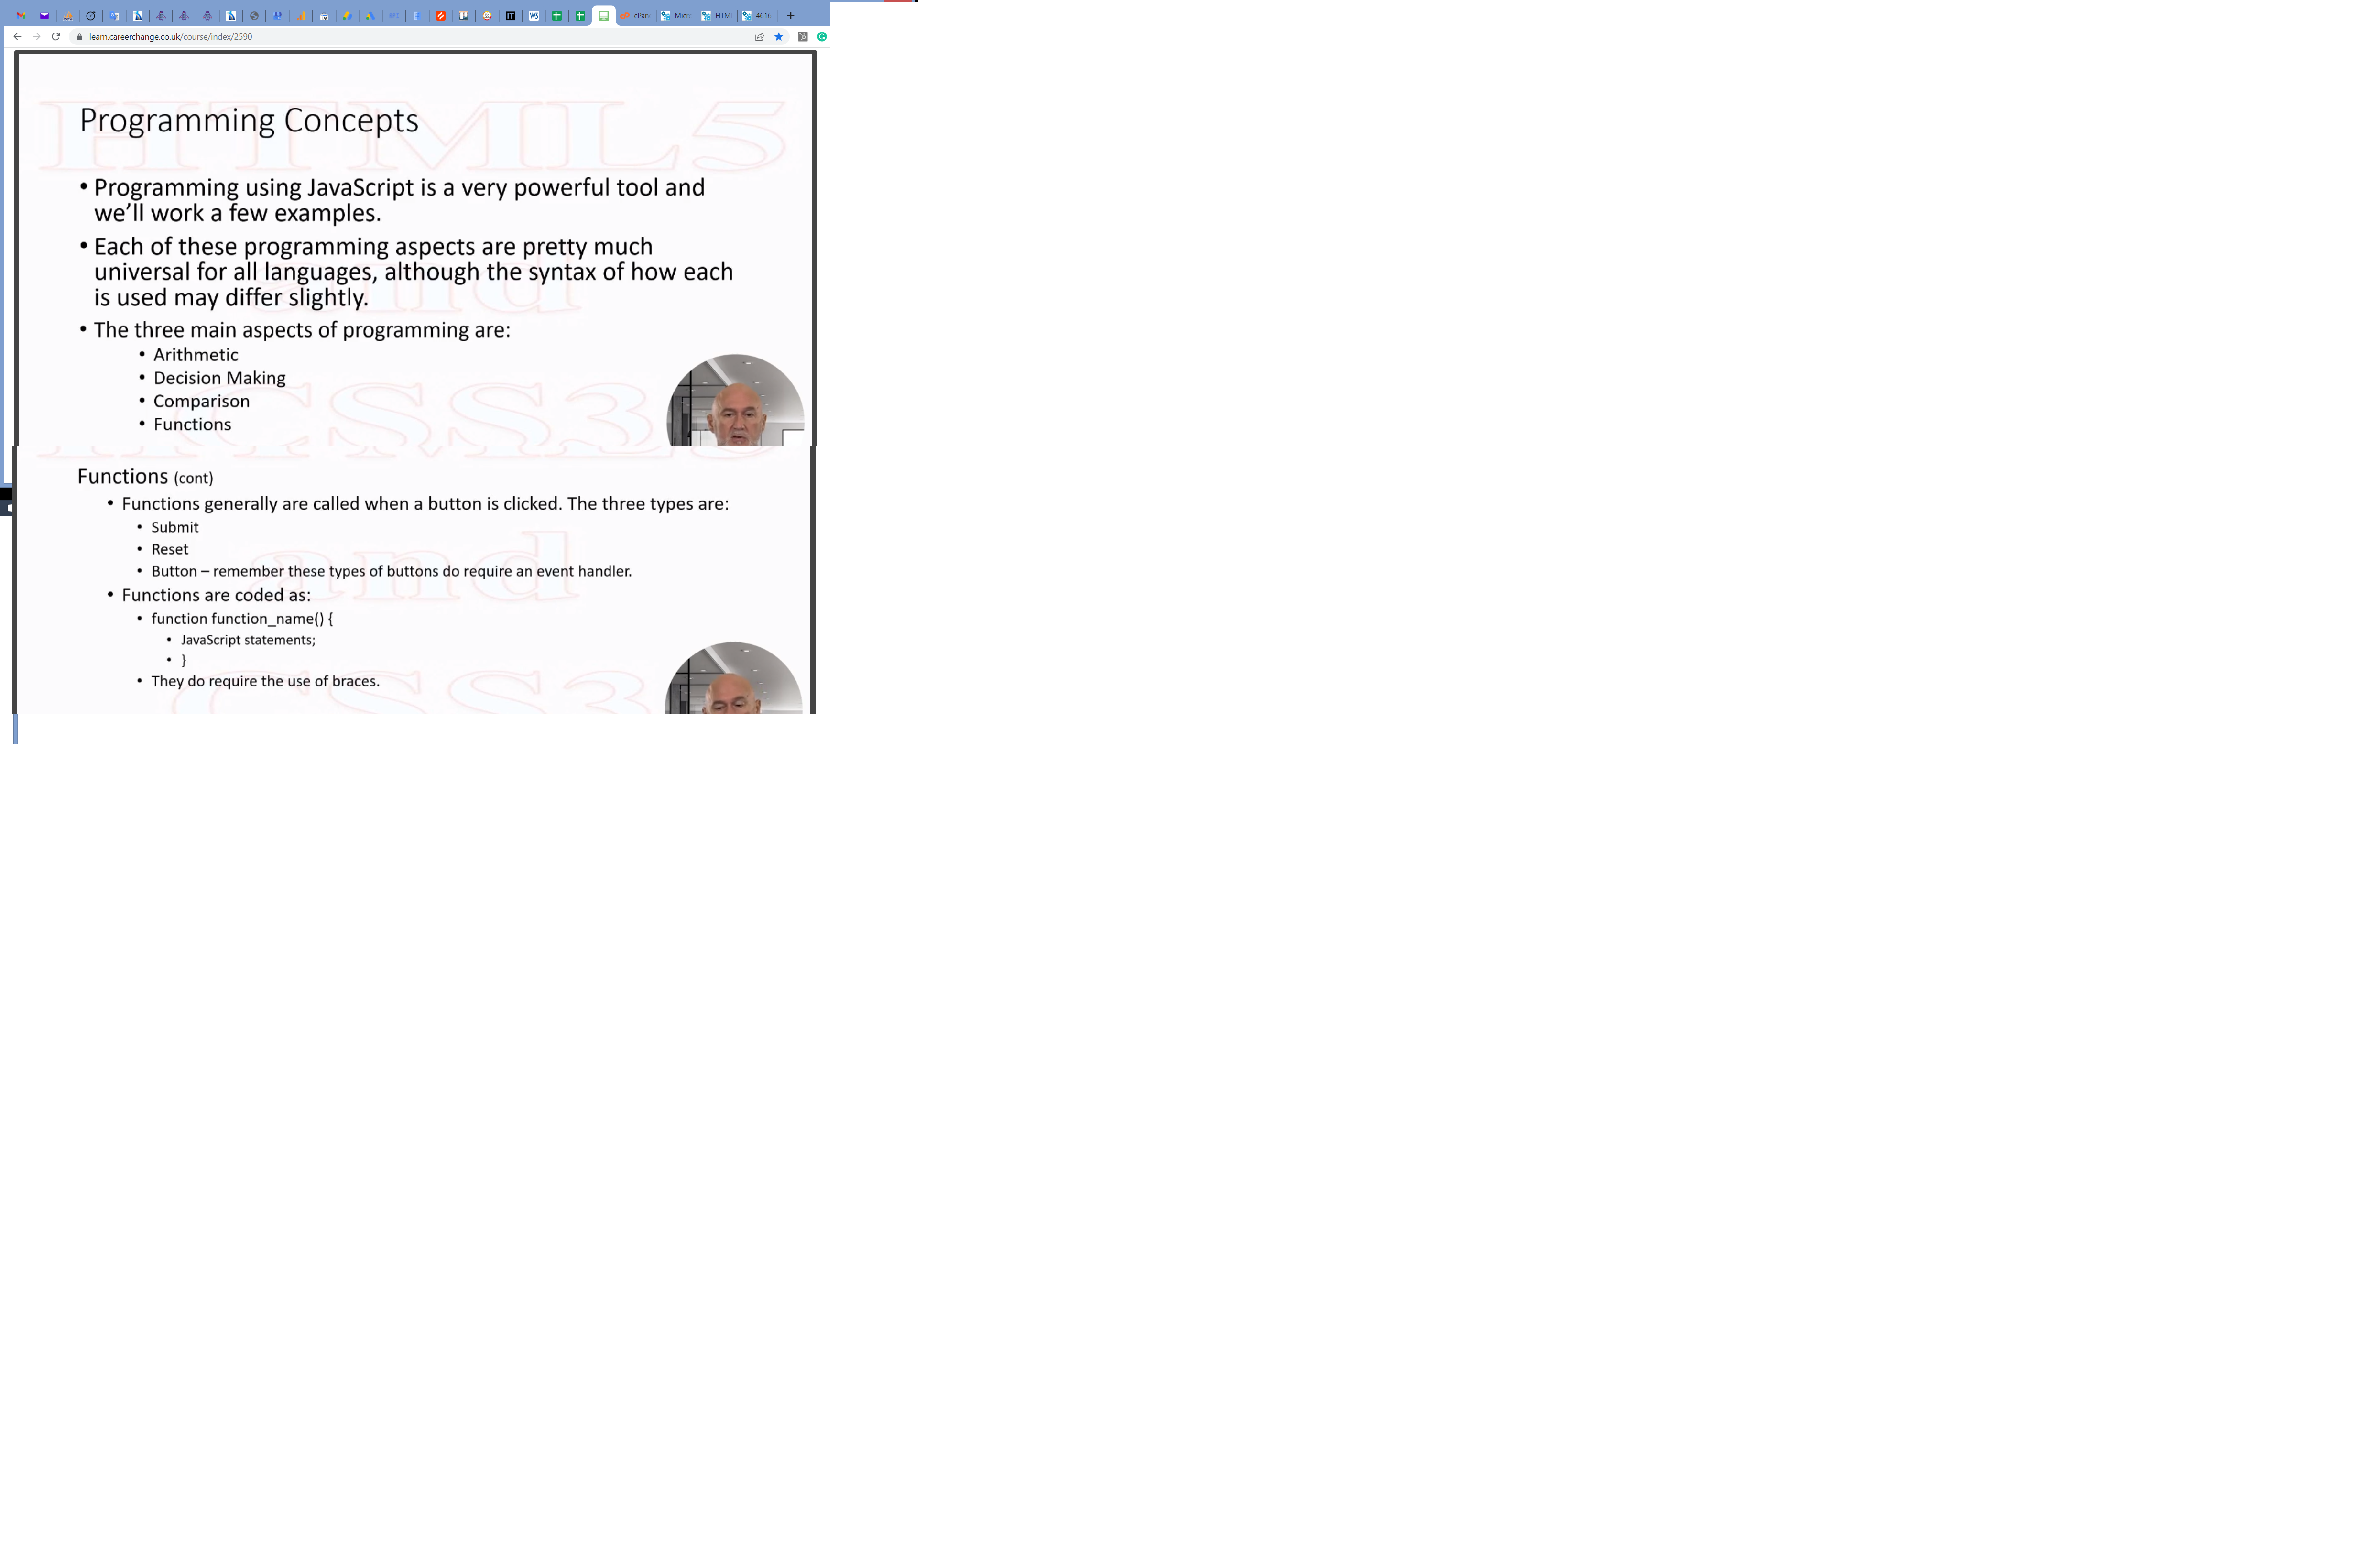 cPan
Micr
HTM
461
learn.careerchange.co.uk/course/index/2590
Programming Concepts
• Programming using JavaScript is a very powerful tool and
we'll work a few examples.
• Each of these programming aspects are pretty much
universal for all languages, although the syntax of how each
is used may differ slightly.
• The three main aspects of programming are:
• Arithmetic
• Decision Making
• Comparison
• Functions
Functions (cont)
• Functions generally are called when a button is clicked. The three types are:
• Submit
• Reset
• Button – remember these types of buttons do require an event handler.
• Functions are coded as:
• function function_name() {
• JavaScript statements;
• }
• They do require the use of braces.
HTML5
and
CSS3
and
CSS3